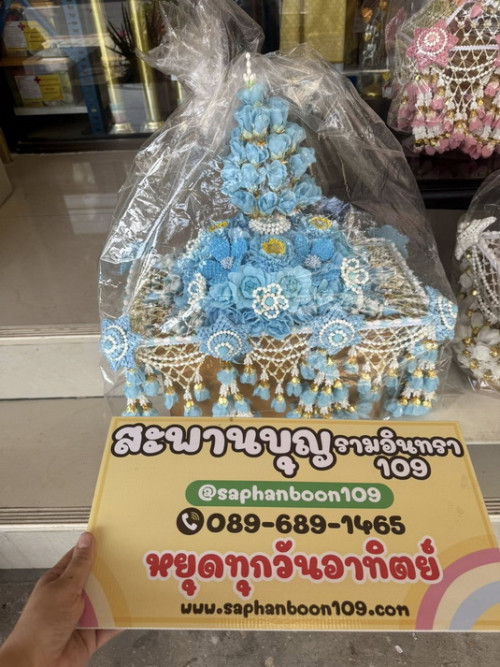 สะพานบุญรามอินทรา
109
@saphanboon109
089-689-1465
หยุดทุกวันอาทิตย์
www.saphanboon109.com